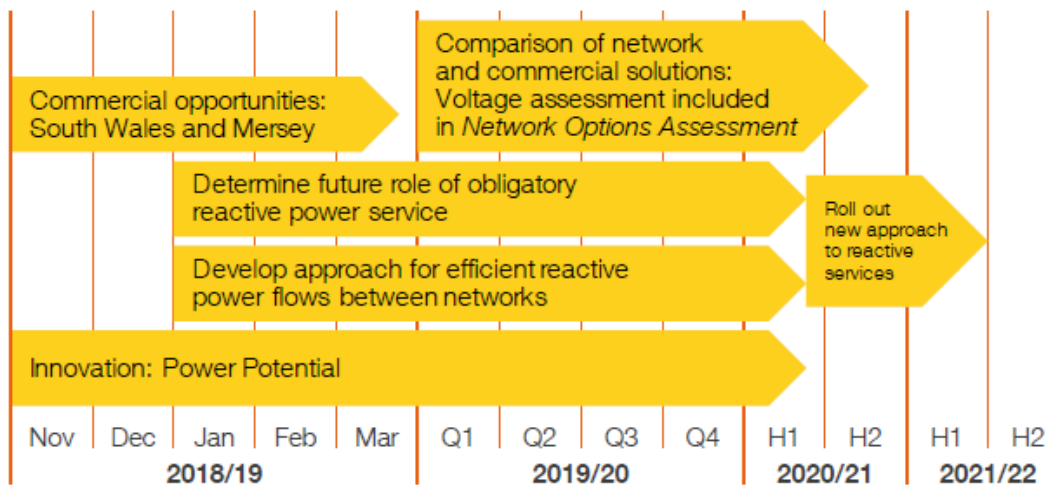 Comparison of network
and commercial solutions:
Voltage assessment included
in Network Options Assessment
Commercial opportunities:
South Wales and Mersey
Determine future role of obligatory
reactive power service
Roll out
new approach
to reactive
services
Develop approach for efficient reactive
power flows between networks
Innovation: Power Potential
Nov Dec Jan Feb Mar Q1 Q2 Q3 Q4 H1 H2 H1 H2
2018/19 2019/20 2020/21 2021/22